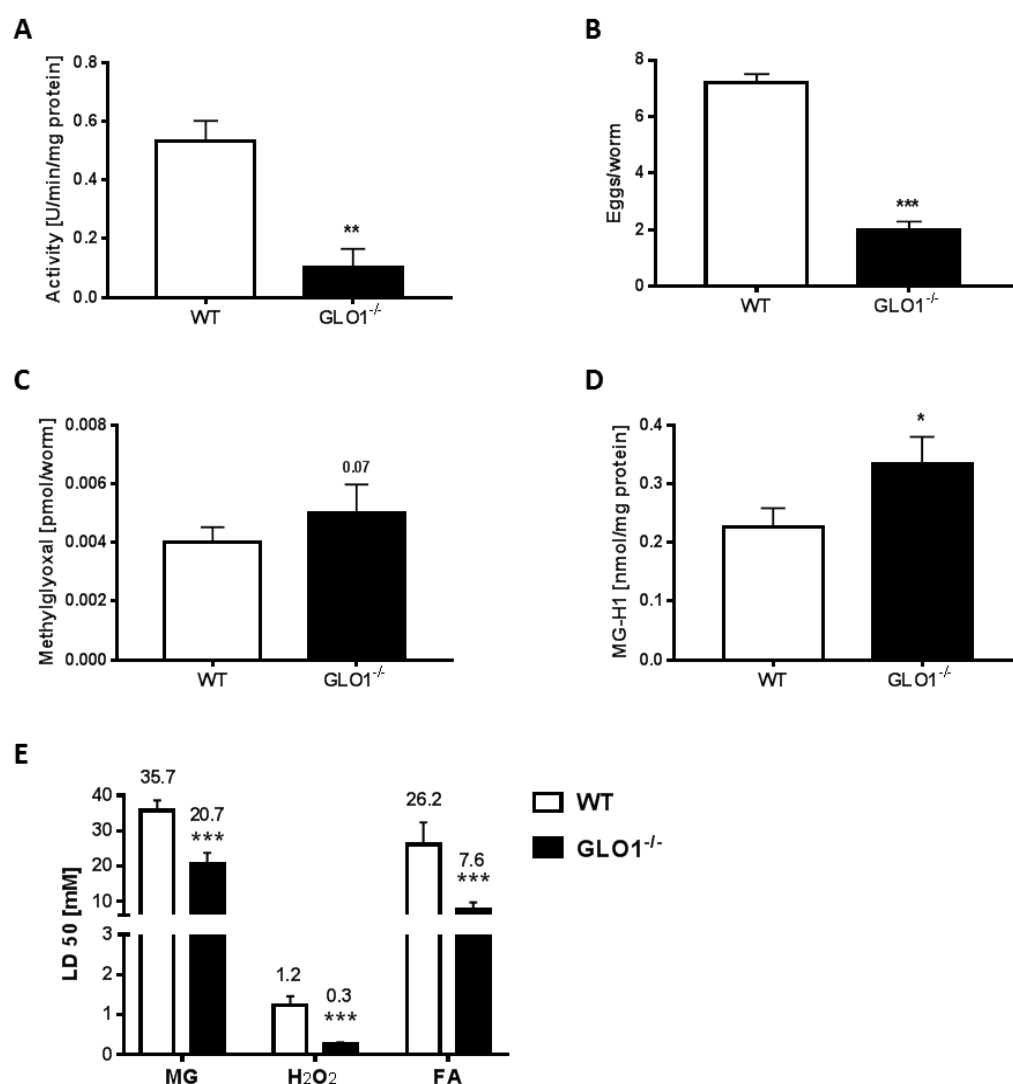 A
Activity [U/min/mg protein]
0.8
0.6
0.4
0.2
0.0
**
WT
GLO1-/-
B
Eggs/worm
8
6
4
2
0
***
WT
GLO1-/-
C
Methylglyoxal [pmol/worm]
0.008
0.006
0.004
0.002
0.000
0.07
WT
GLO1-/-
D
MG-H1 [nmol/mg protein]
0.4
0.3
0.2
0.1
0.0
*
WT
GLO1-/-
E
LD 50 [mM]
40
30
20
10
3
2
1
0
35.7
20.7
***
1.2
0.3
***
26.2
7.6
***
MG
H2O2
FA
WT
GLO1-/-